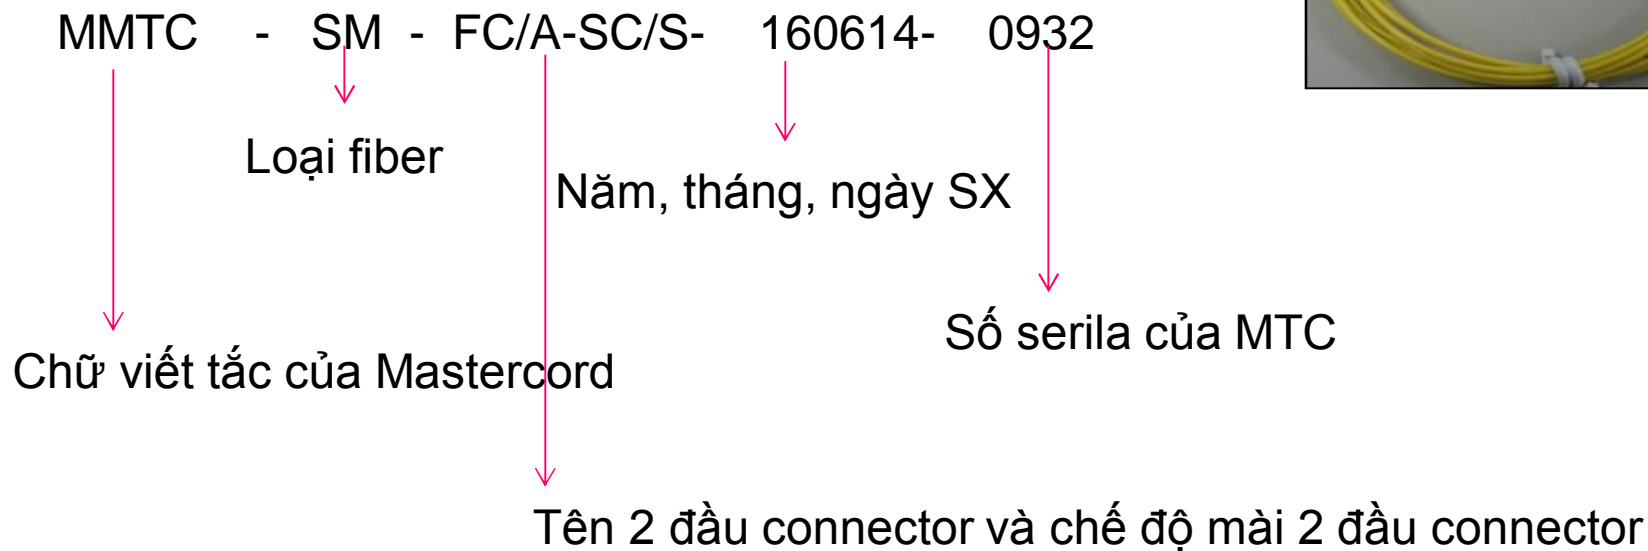 MMTC - SM - FC/A-SC/S- 160614- 0932
Loại fiber
Năm, tháng, ngày SX
Số serila của MTC
Chữ viết tắc của Mastercord
Tên 2 đầu connector và chế độ mài 2 đầu connector